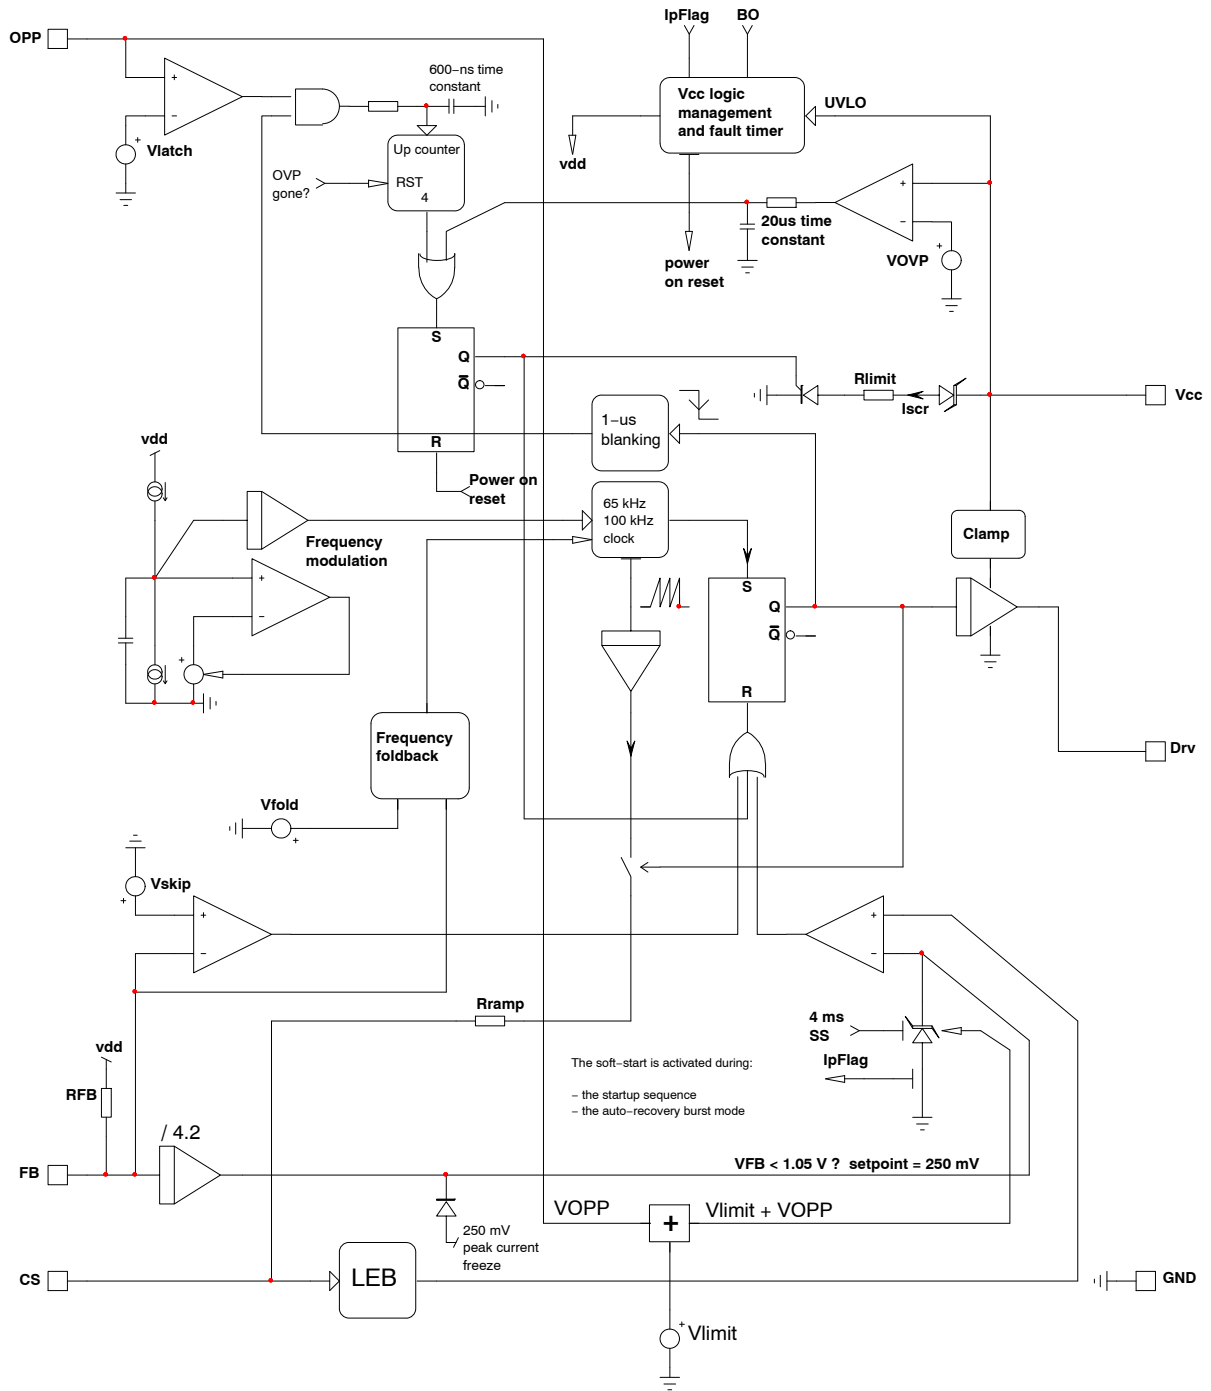 IpFlag
BO
OPP
600−ns time
constant
Vcc logic
management
and fault timer
UVLO
+
−
+
Vlatch
Up counter
RST
4
OVP
gone?
vdd
+
−
20us time
constant
+
VOVP
power
on reset
S
Q
Q
R
Rlimit
Iscr
Vcc
1−us
blanking
Power on
reset
vdd
65 kHz
100 kHz
clock
Frequency
modulation
Clamp
+
−
+
S
Q
Q
R
Frequency
foldback
Drv
Vfold
+
Vskip
+
+
−
+
−
Rramp
4 ms
SS
IpFlag
vdd
RFB
The soft−start is activated during:
− the startup sequence
− the auto−recovery burst mode
/ 4.2
FB
VFB < 1.05 V ? setpoint = 250 mV
VOPP
+
Vlimit + VOPP
250 mV
peak current
freeze
CS
LEB
GND
+
Vlimit